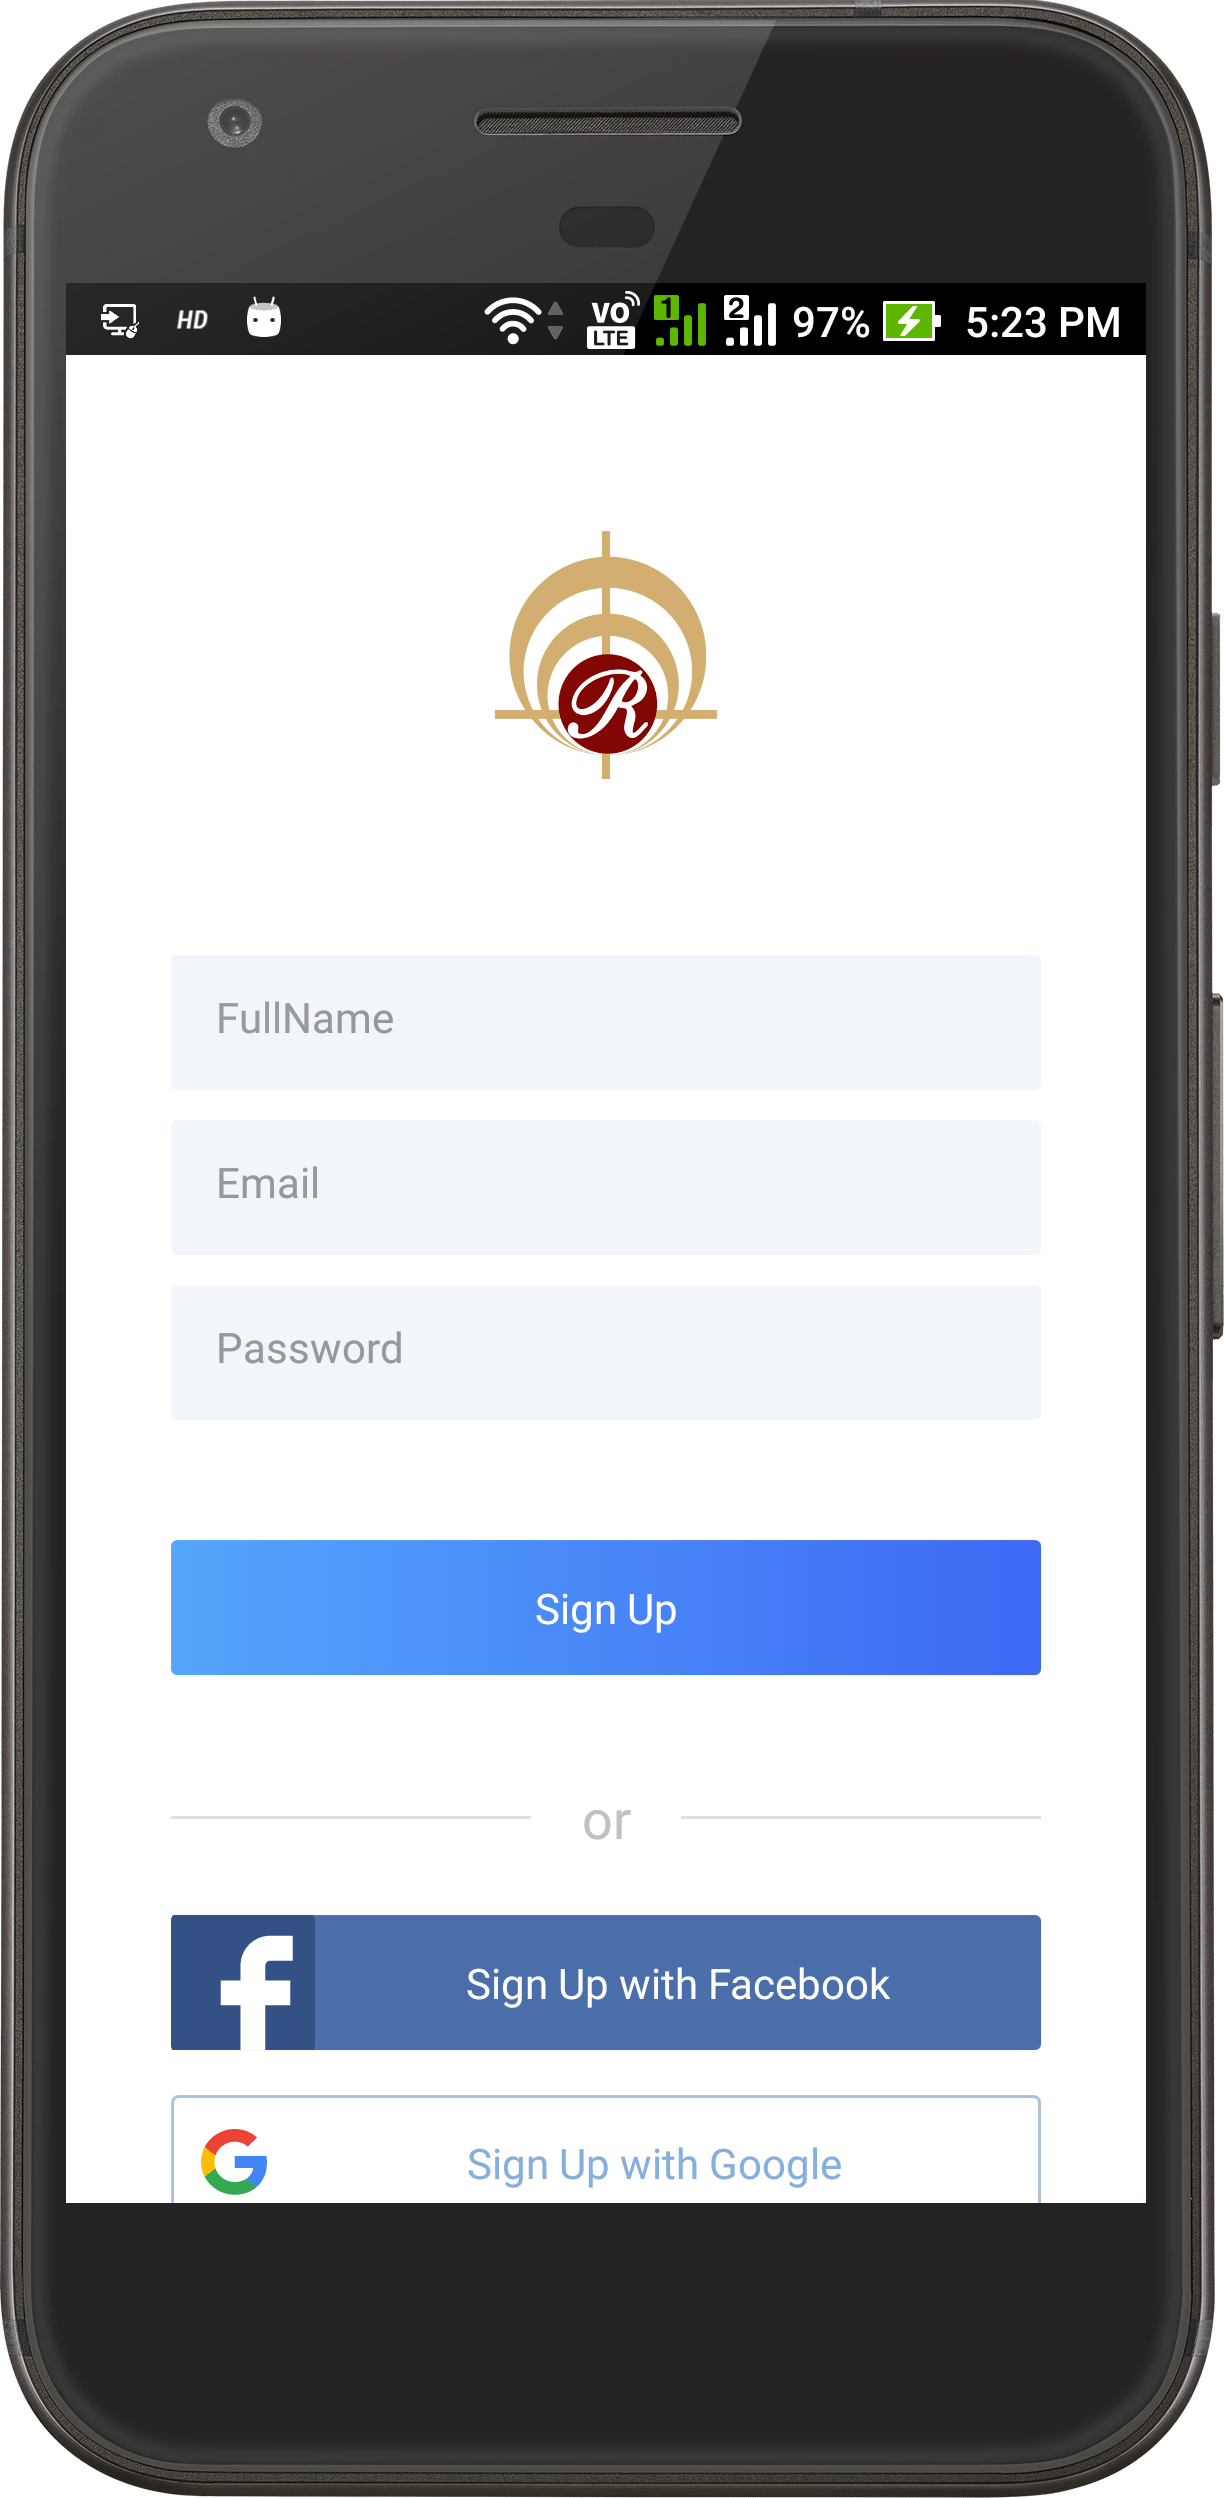 HD VO LTE 1 2 97% 5:23 PM
R
FullName
Email
Password
Sign Up
or
Sign Up with Facebook
Sign Up with Google